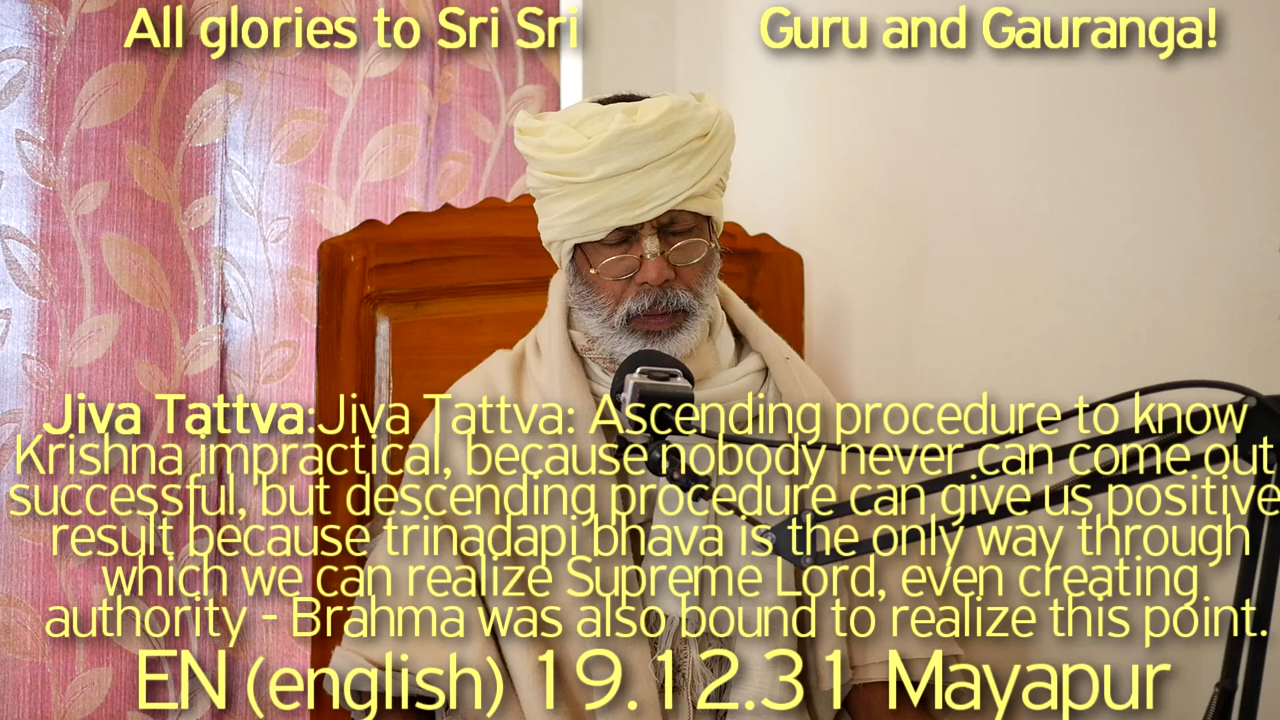 All glories to Sri Sri Guru and Gauranga!
Jiva Tattva:Jiva Tattva: Ascending procedure to know
Krishna impractical, because nobody never can come out
successful, but descending procedure can give us positive
result because trinadapi bhava is the only way through
which we can realize Supreme Lord, even creating
authority - Brahma was also bound to realize this point.
EN (english) 19.12.31 Mayapur